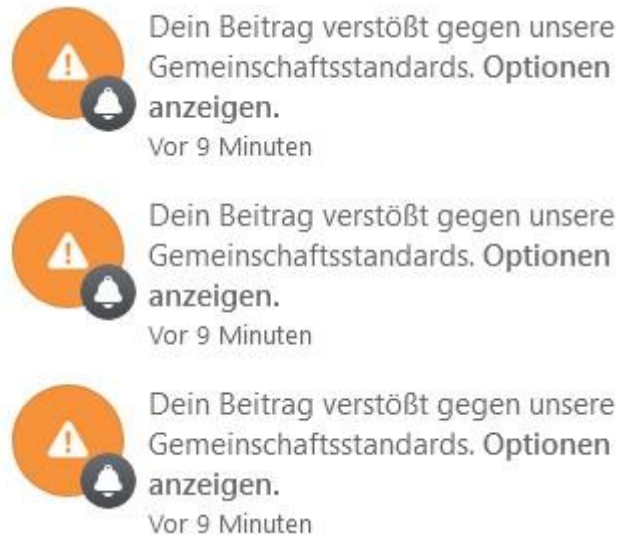 Dein Beitrag verstößt gegen unsere
Gemeinschaftsstandards. Optionen
anzeigen.
Vor 9 Minuten
Dein Beitrag verstößt gegen unsere
Gemeinschaftsstandards. Optionen
anzeigen.
Vor 9 Minuten
Dein Beitrag verstößt gegen unsere
Gemeinschaftsstandards. Optionen
anzeigen.
Vor 9 Minuten